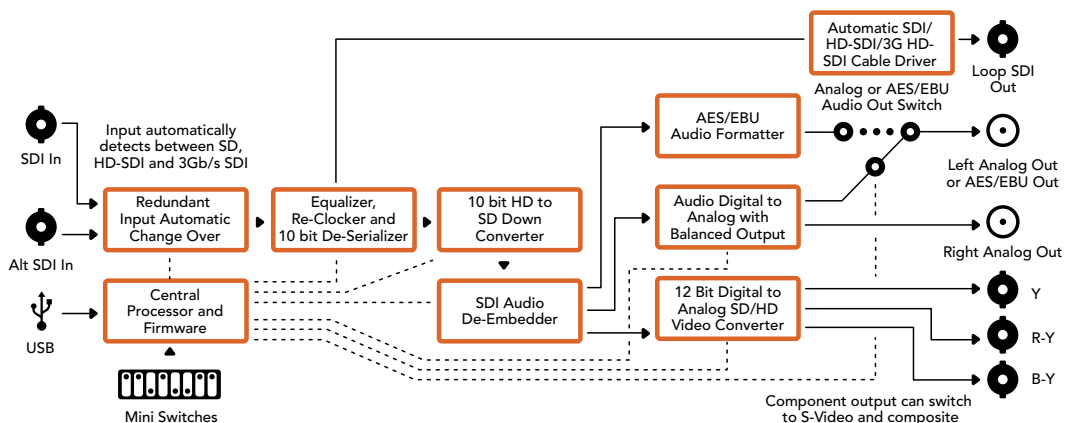 Automatic SDI/
HD-SDI/3G HD-
SDI Cable Driver
Loop SDI
Out
Analog or AES/EBU
Audio Out Switch
AES/EBU
Audio Formatter
Input automatically
detects between SD,
HD-SDI and 3Gb/s SDI
SDI In
Left Analog Out
or AES/EBU Out
Redundant
Input Automatic
Change Over
Equalizer,
Re-Clocker and
10 bit De-Serializer
10 bit HD to
SD Down
Converter
Audio Digital to
Analog with
Balanced Output
Alt SDI In
Right Analog Out
Central
Processor and
Firmware
SDI Audio
De-Embedder
12 Bit Digital to
Analog SD/HD
Video Converter
Y
USB
R-Y
B-Y
Mini Switches
Component output can switch
to S-Video and composite